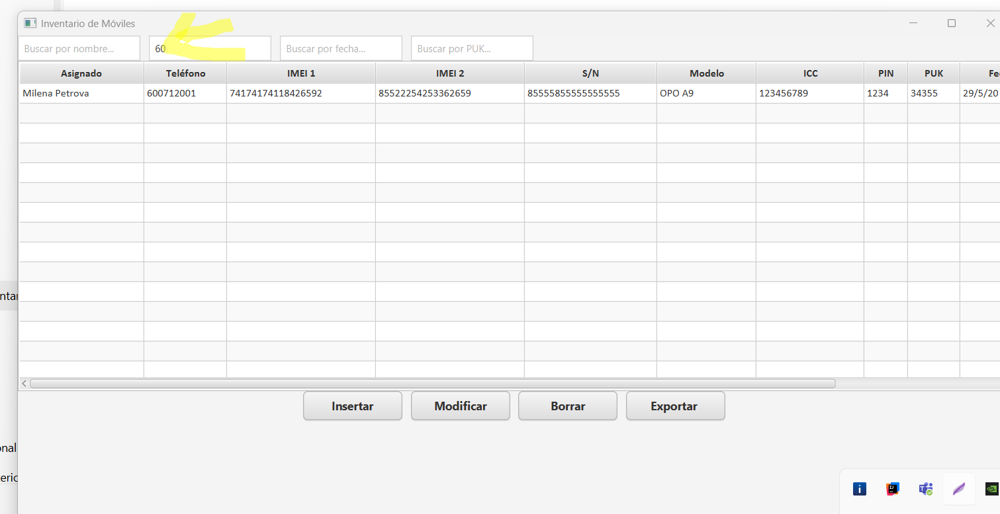 Inventario de Móviles
Buscar por nombre... 60 Buscar por fecha... Buscar por PUK...
Asignado Teléfono IMEI 1 IMEI 2 S/N Modelo ICC PIN PUK Fec
Milena Petrova 600712001 74174174118426592 85522254253362659 85555855555555555 OPO A9 123456789 1234 34355 29/5/20
ntar
Insertar Modificar Borrar Exportar
onal
terio